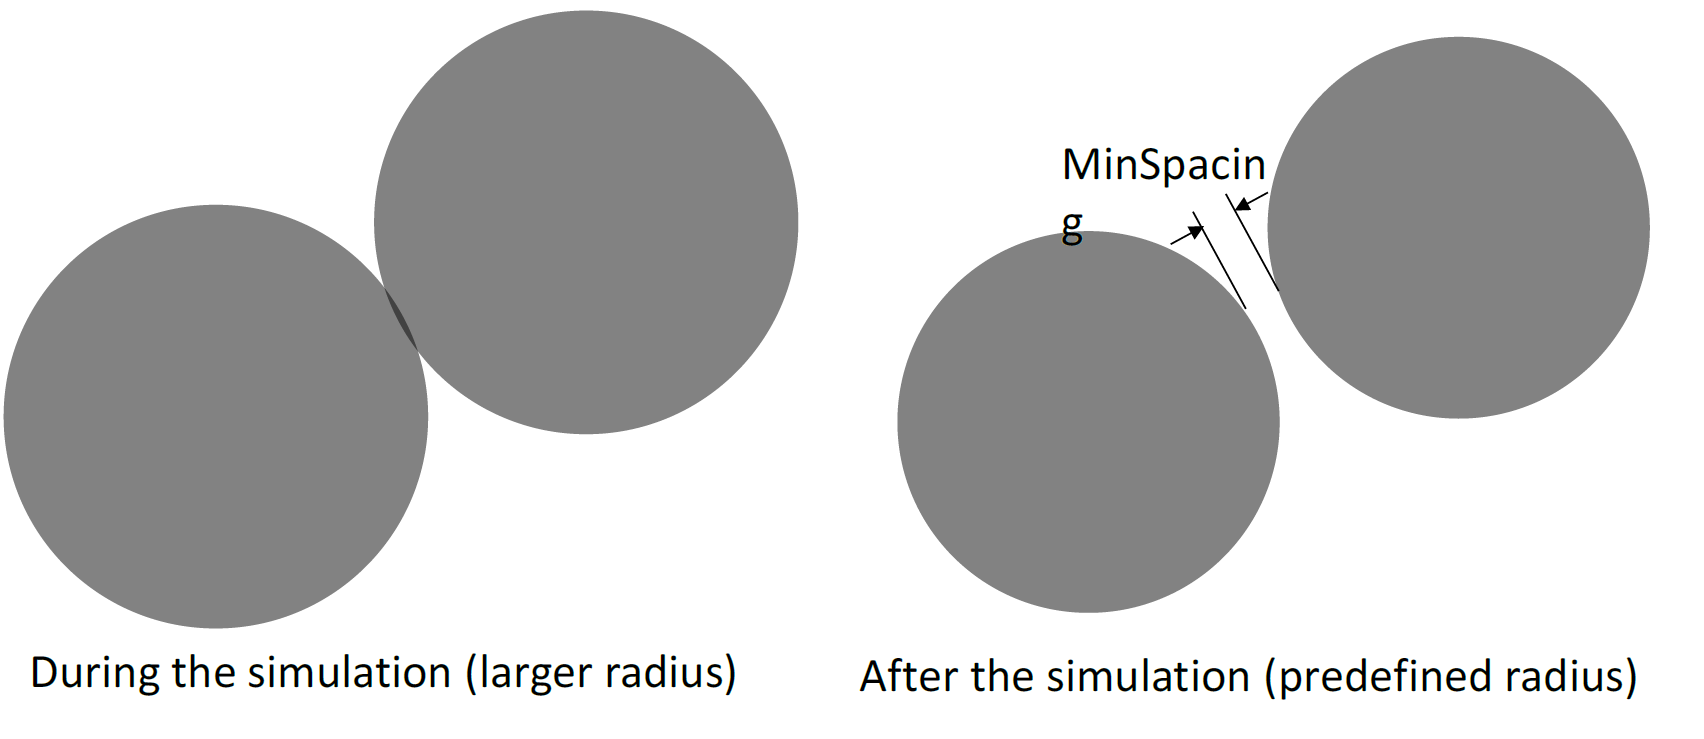 MinSpacin
g
During the simulation (larger radius)
After the simulation (predefined radius)